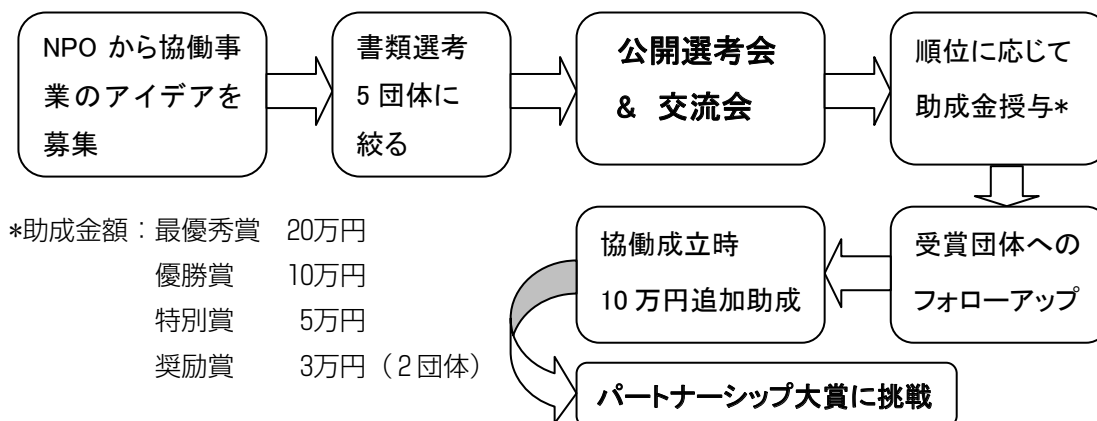 NPO から協働事
業のアイデアを
募集
書類選考
5 団体に
絞る
公開選考会
& 交流会
順位に応じて
助成金授与*
受賞団体への
フォローアップ
協働成立時
10 万円追加助成
パートナーシップ大賞に挑戦
*助成金額：最優秀賞 20万円
優勝賞 10万円
特別賞 5万円
奨励賞 3万円（２団体）